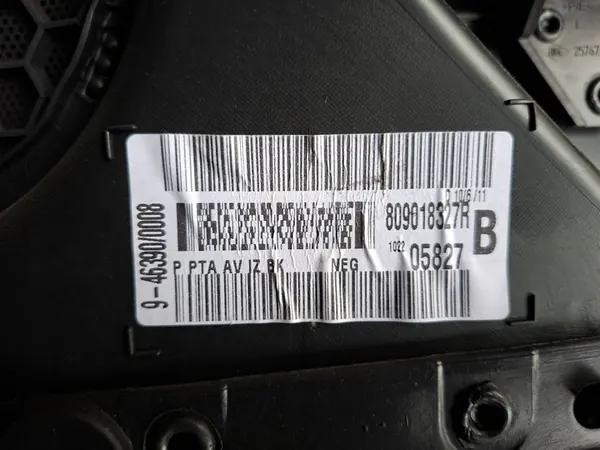 9-46390/0008
D 10/6 /11
809018327R
1022
05827
B
P PTA AV IZ BK NEG